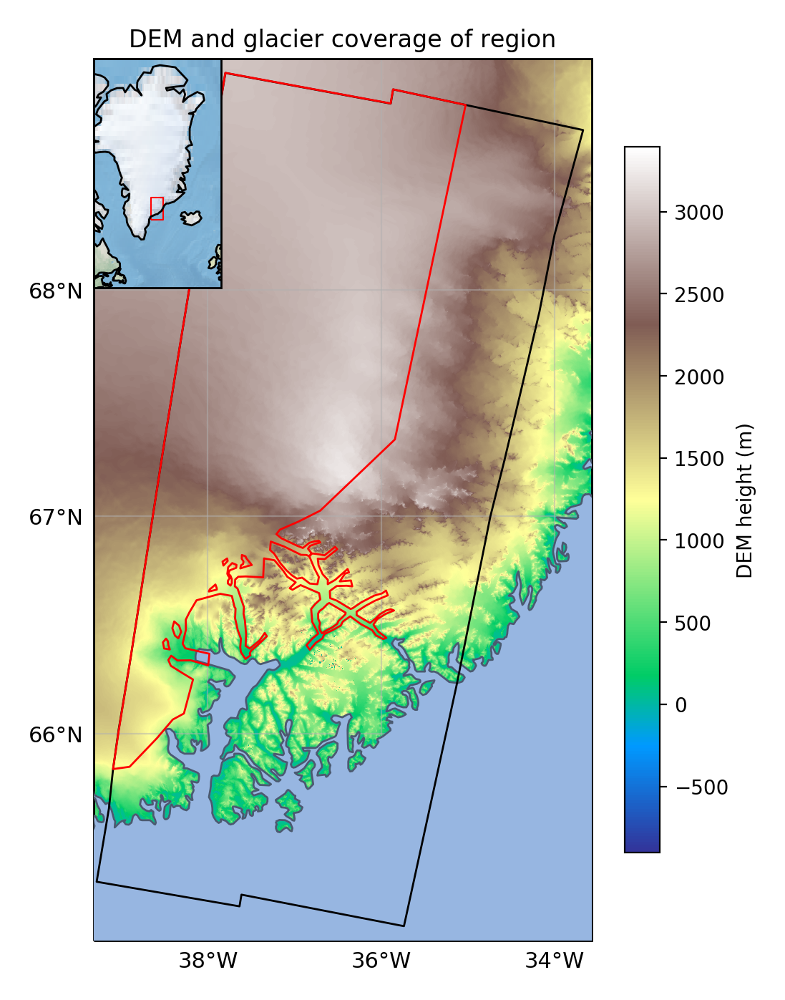 DEM and glacier coverage of region
68°N
67°N
66°N
38°W
36°W
34°W
3000
2500
2000
1500
1000
500
0
−500
DEM height (m)